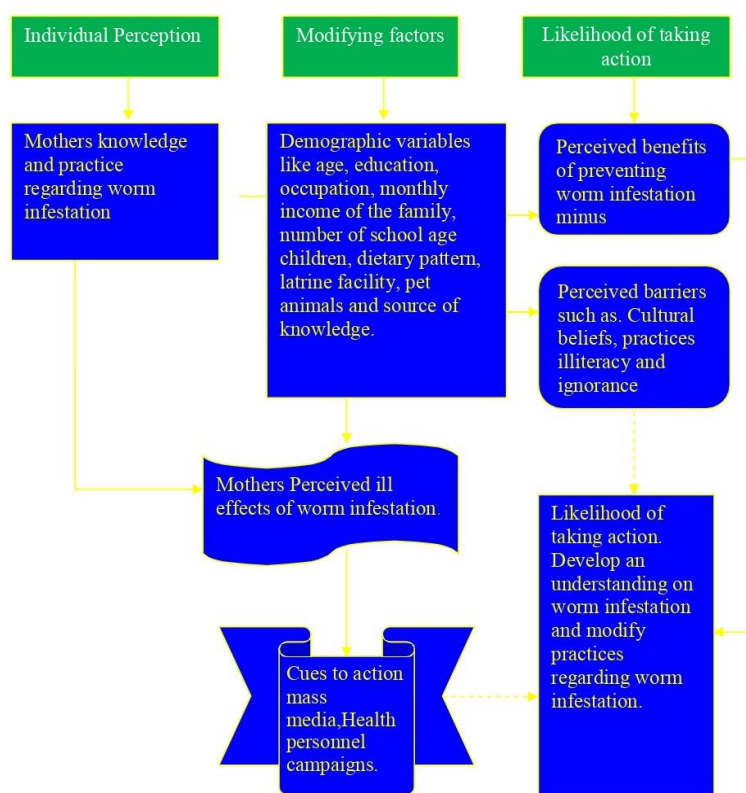 Individual Perception
Modifying factors
Likelihood of taking
action
Mothers knowledge
and practice
regarding worm
infestation
Demographic variables
like age, education,
occupation, monthly
income of the family,
number of school age
children, dietary pattern,
latrine facility, pet
animals and source of
knowledge.
Perceived benefits
of preventing
worm infestation
minus
Perceived barriers
such as. Cultural
beliefs, practices
illiteracy and
ignorance
Mothers Perceived ill
effects of worm infestation.
Likelihood of
taking action.
Develop an
understanding on
worm infestation
and modify
practices
regarding worm
infestation.
Cues to action
mass
media,Health
personnel
campaigns.